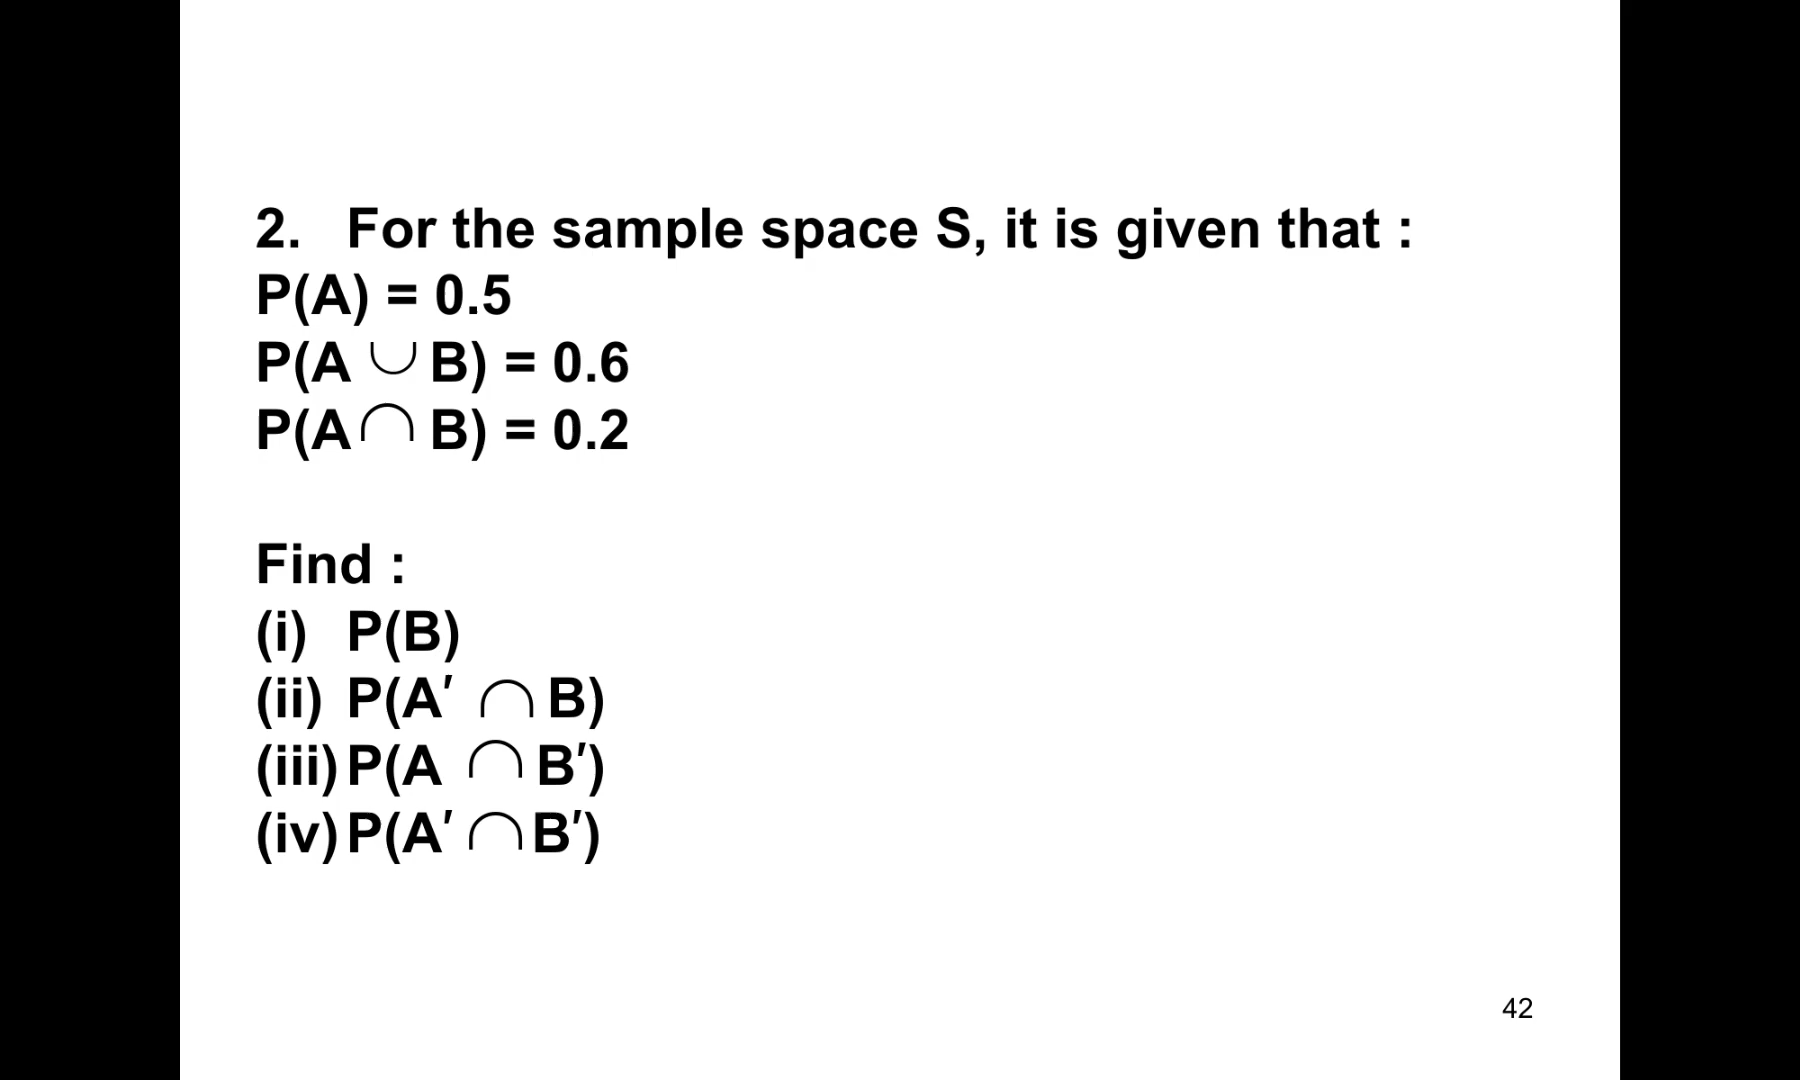 2. For the sample space S, it is given that :
P(A) = 0.5
P(A ∪ B) = 0.6
P(A ∩ B) = 0.2
Find :
(i) P(B)
(ii) P(A′ ∩ B)
(iii) P(A ∩ B′)
(iv) P(A′ ∩ B′)
42